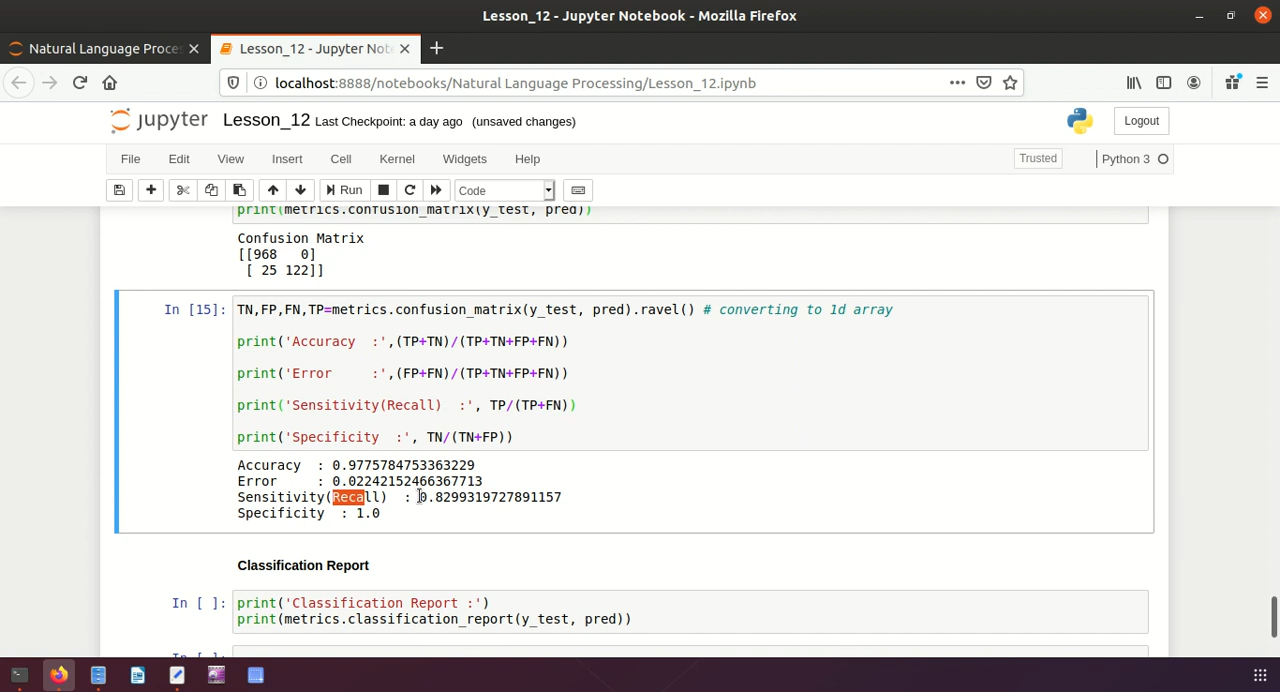 Lesson_12 - Jupyter Notebook - Mozilla Firefox
Natural Language Proce
Lesson_12 - Jupyter Not
localhost:8888/notebooks/Natural Language Processing/Lesson_12.ipynb
jupyter Lesson_12 Last Checkpoint: a day ago (unsaved changes)
Logout
File Edit View Insert Cell Kernel Widgets Help
Trusted
Python 3
Run
Code
print(metrics.confusion_matrix(y_test, pred))
Confusion Matrix
[[968   0]
 [ 25 122]]
In [15]: TN,FP,FN,TP=metrics.confusion_matrix(y_test, pred).ravel() # converting to 1d array
print('Accuracy  :',(TP+TN)/(TP+TN+FP+FN))
print('Error     :',(FP+FN)/(TP+TN+FP+FN))
print('Sensitivity(Recall)  :', TP/(TP+FN))
print('Specificity  :', TN/(TN+FP))
Accuracy  : 0.9775784753363229
Error     : 0.02242152466367713
Sensitivity(Recall)  : 0.8299319727891157
Specificity  : 1.0
Classification Report
In [ ]: print('Classification Report :')
print(metrics.classification_report(y_test, pred))
In [ ]: